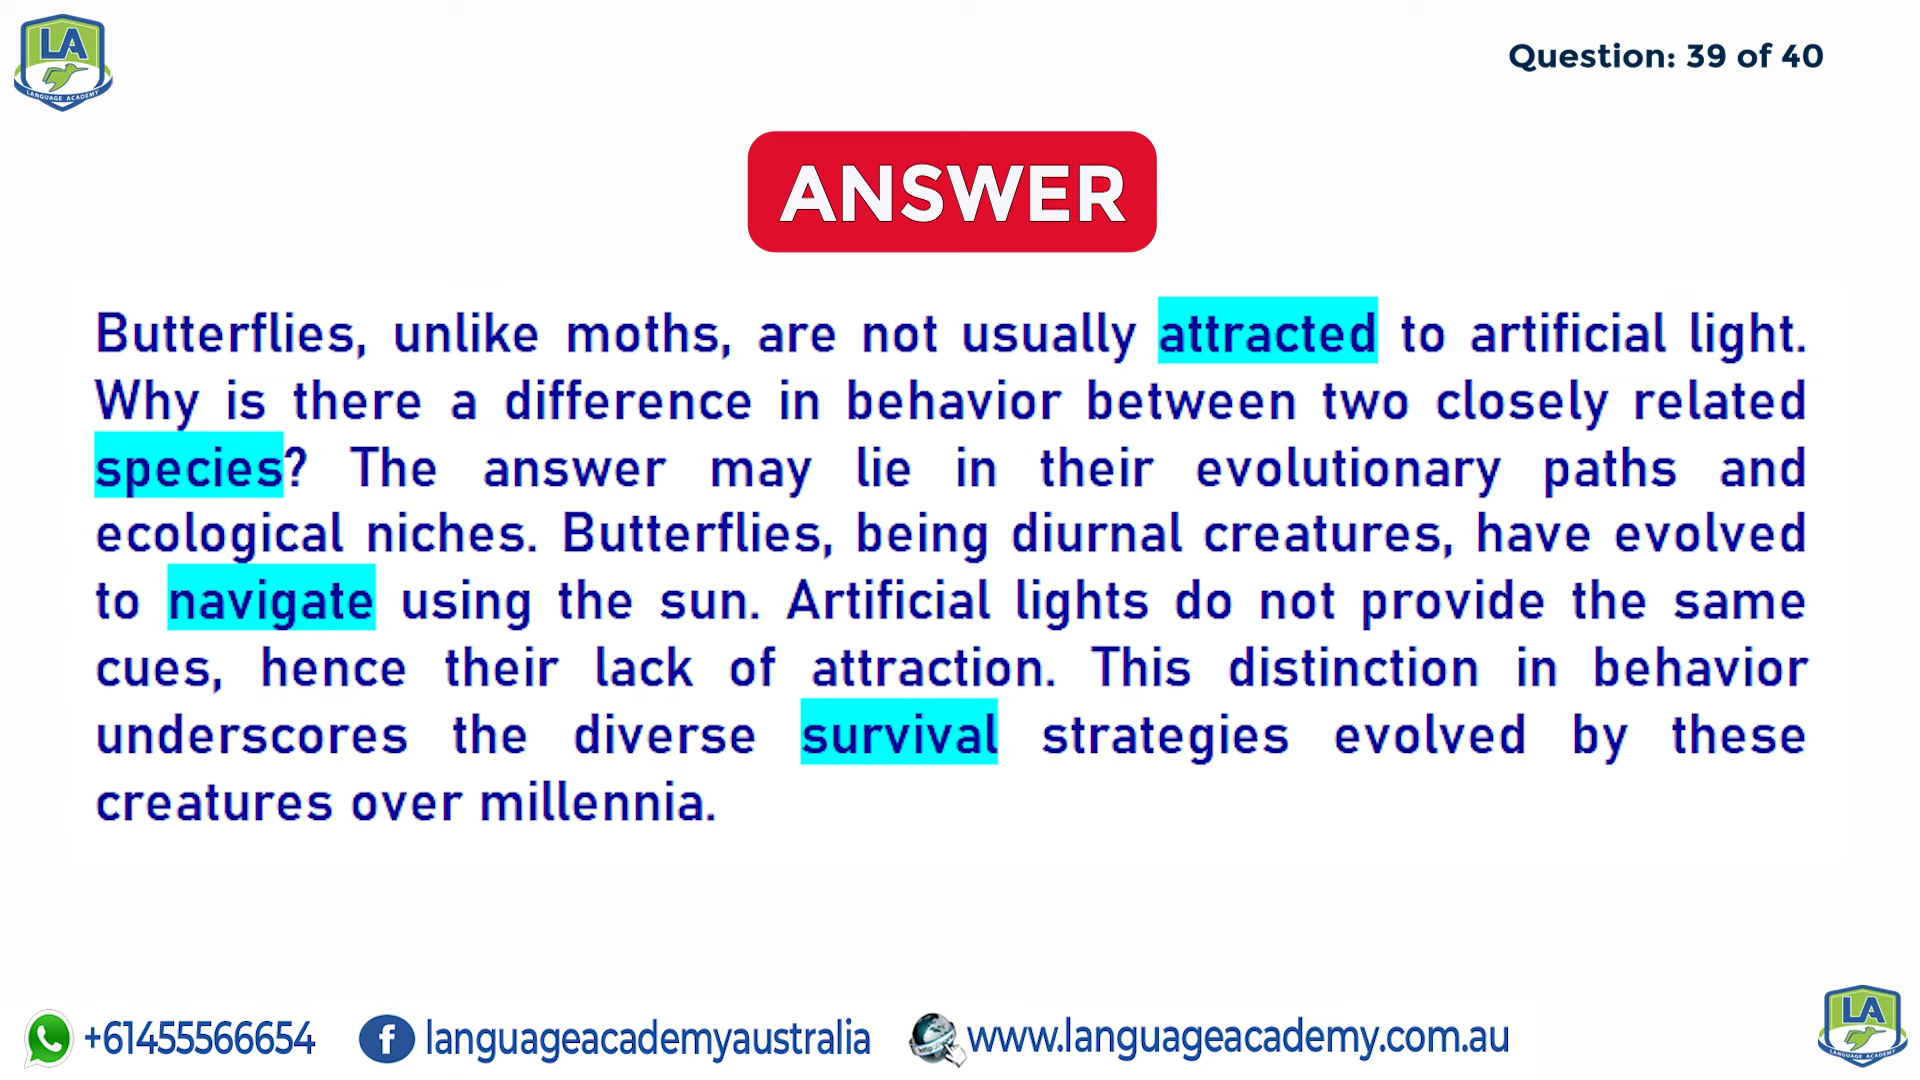 LA
LANGUAGE ACADEMY
Question: 39 of 40
ANSWER
Butterflies, unlike moths, are not usually attracted to artificial light.
Why is there a difference in behavior between two closely related
species? The answer may lie in their evolutionary paths and
ecological niches. Butterflies, being diurnal creatures, have evolved
to navigate using the sun. Artificial lights do not provide the same
cues, hence their lack of attraction. This distinction in behavior
underscores the diverse survival strategies evolved by these
creatures over millennia.
+61455566654
f languageacademyaustralia
www.languageacademy.com.au
LA
LANGUAGE ACADEMY